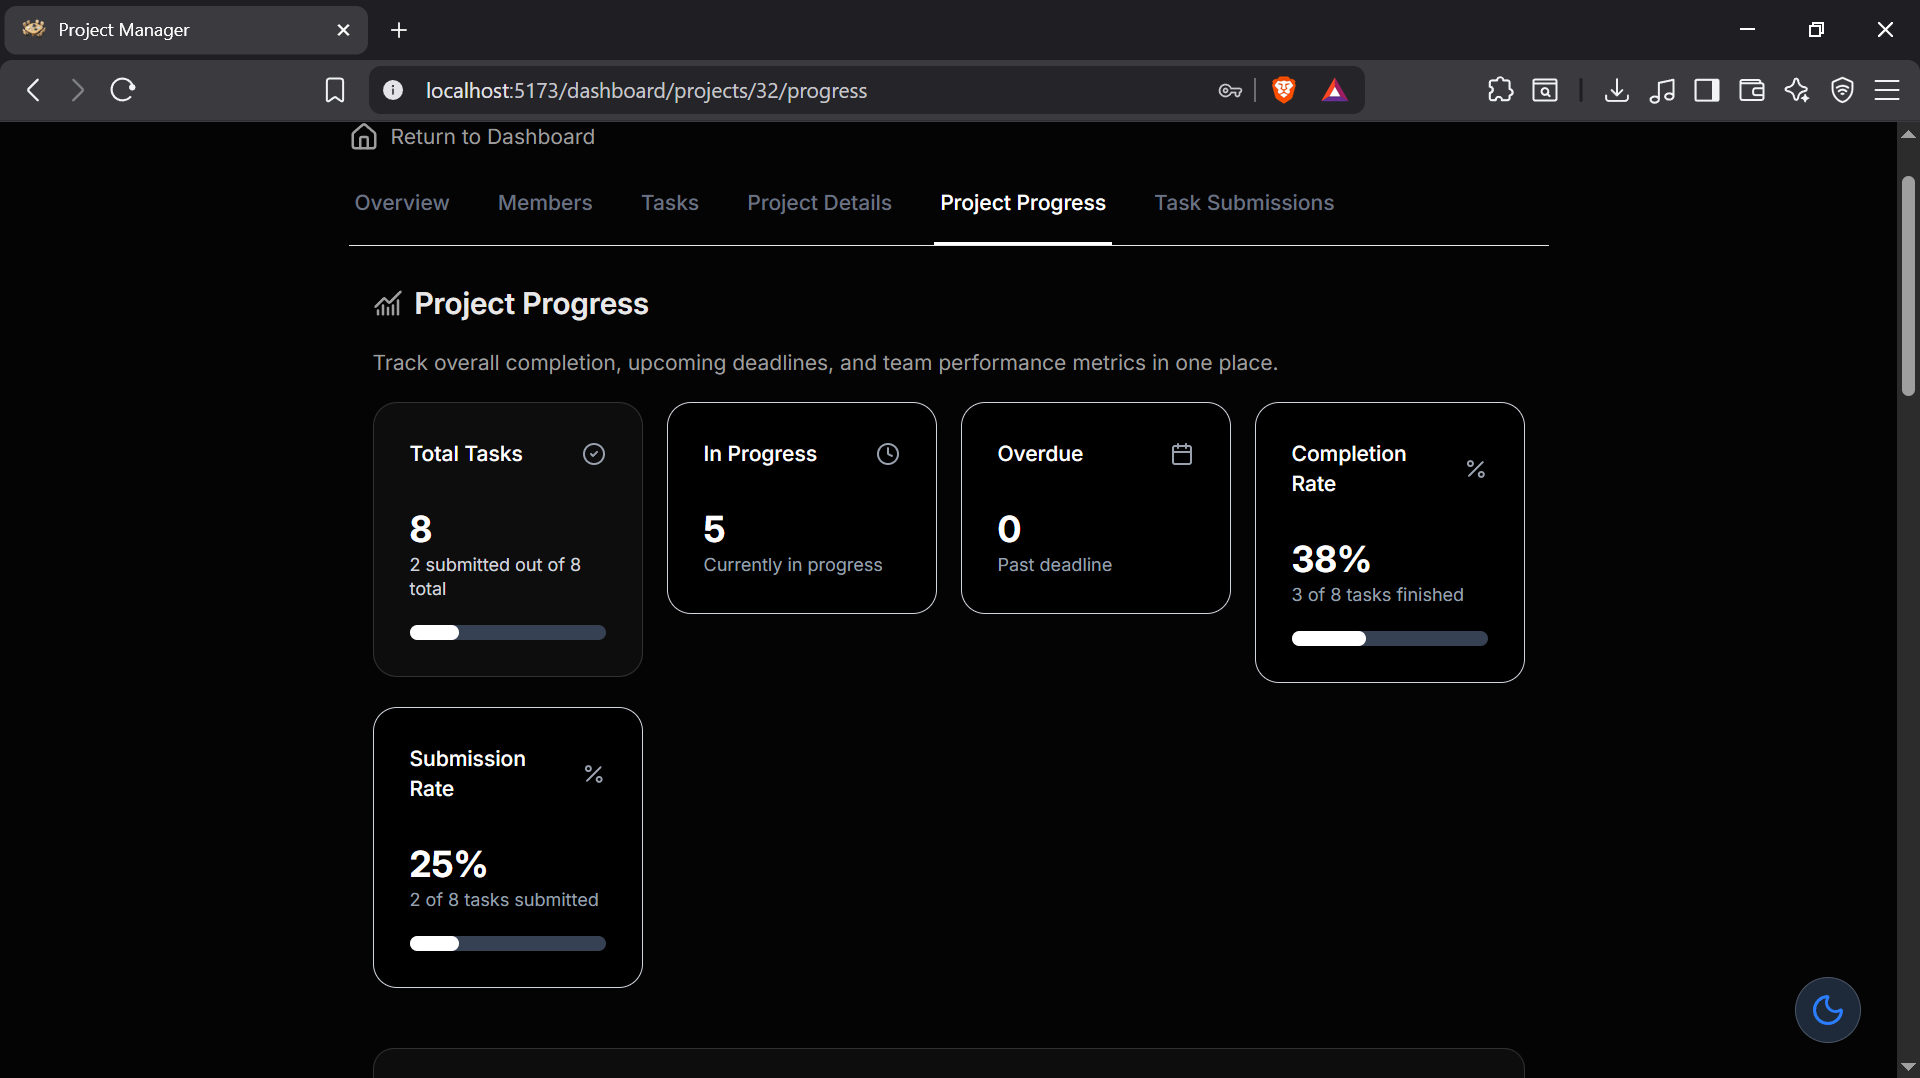 Project Manager
localhost:5173/dashboard/projects/32/progress
Return to Dashboard
Overview
Members
Tasks
Project Details
Project Progress
Task Submissions
Project Progress
Track overall completion, upcoming deadlines, and team performance metrics in one place.
Total Tasks
8
2 submitted out of 8
total
In Progress
5
Currently in progress
Overdue
0
Past deadline
Completion
Rate
38%
3 of 8 tasks finished
Submission
Rate
25%
2 of 8 tasks submitted